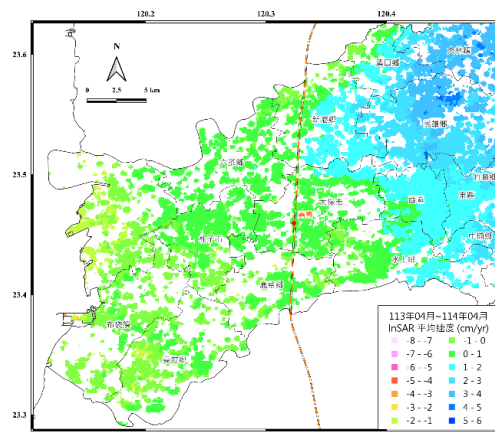 120.2 120.3 120.4
23.6
N
0 2.5 5 km
溪口鄉
大林鎮
民雄鄉
新港鄉
六腳鄉
23.5
竹崎鄉
太保市
西區
東區
嘉義
朴子市
中埔鄉
水上鄉
鹿草鄉
23.4
布袋鎮
義竹鄉
23.3
113年04月~114年04月
InSAR 平均速度 (cm/yr)
-8 - -7
-7 - -6
-6 - -5
-5 - -4
-4 - -3
-3 - -2
-2 - -1
-1 - 0
0 - 1
1 - 2
2 - 3
3 - 4
4 - 5
5 - 6